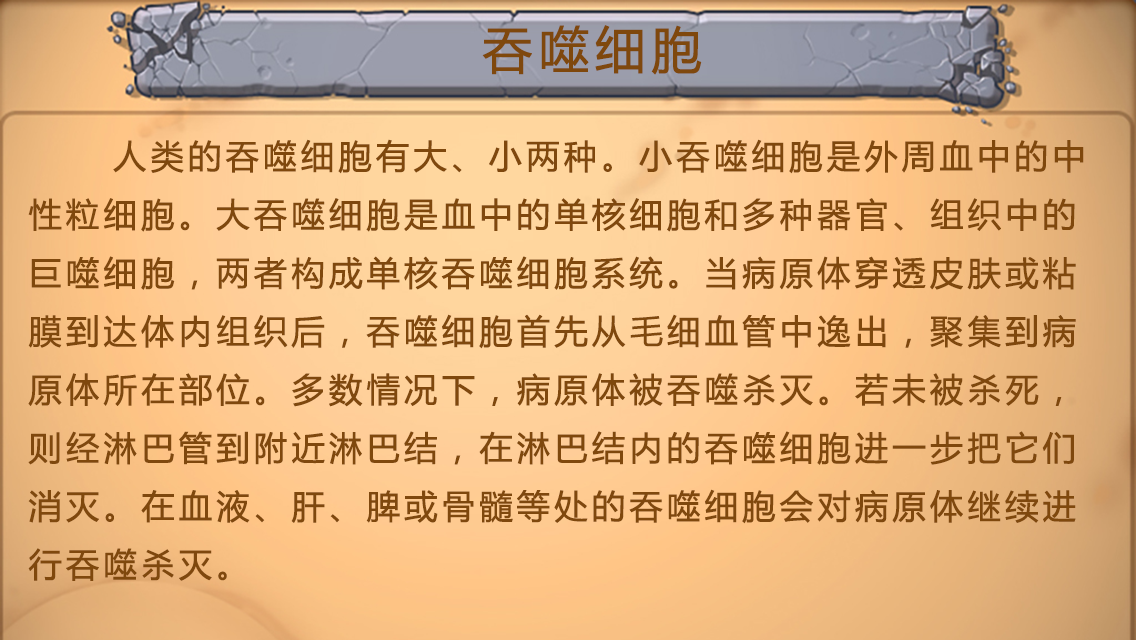 吞噬细胞
人类的吞噬细胞有大、小两种。小吞噬细胞是外周血中的中
性粒细胞。大吞噬细胞是血中的单核细胞和多种器官、组织中的
巨噬细胞，两者构成单核吞噬细胞系统。当病原体穿透皮肤或粘
膜到达体内组织后，吞噬细胞首先从毛细血管中逸出，聚集到病
原体所在部位。多数情况下，病原体被吞噬杀灭。若未被杀死，
则经淋巴管到附近淋巴结，在淋巴结内的吞噬细胞进一步把它们
消灭。在血液、肝、脾或骨髓等处的吞噬细胞会对病原体继续进
行吞噬杀灭。